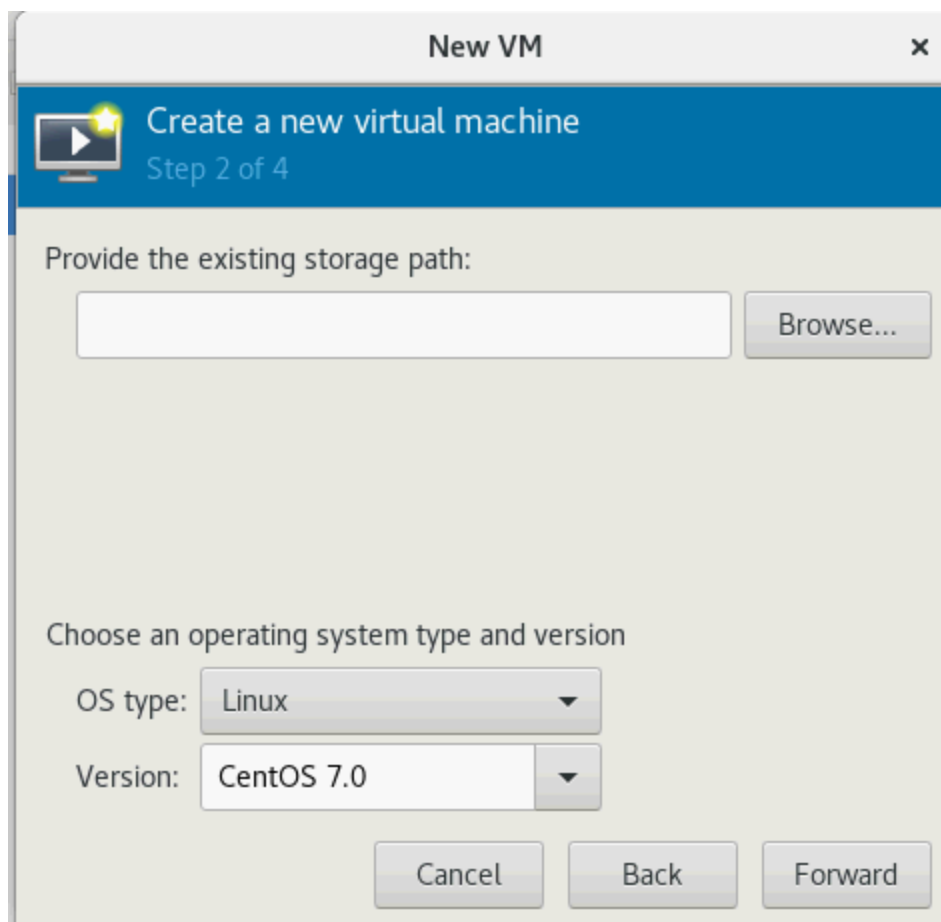 New VM ×
Create a new virtual machine
Step 2 of 4
Provide the existing storage path:
Browse...
Choose an operating system type and version
OS type: Linux
Version: CentOS 7.0
Cancel Back Forward